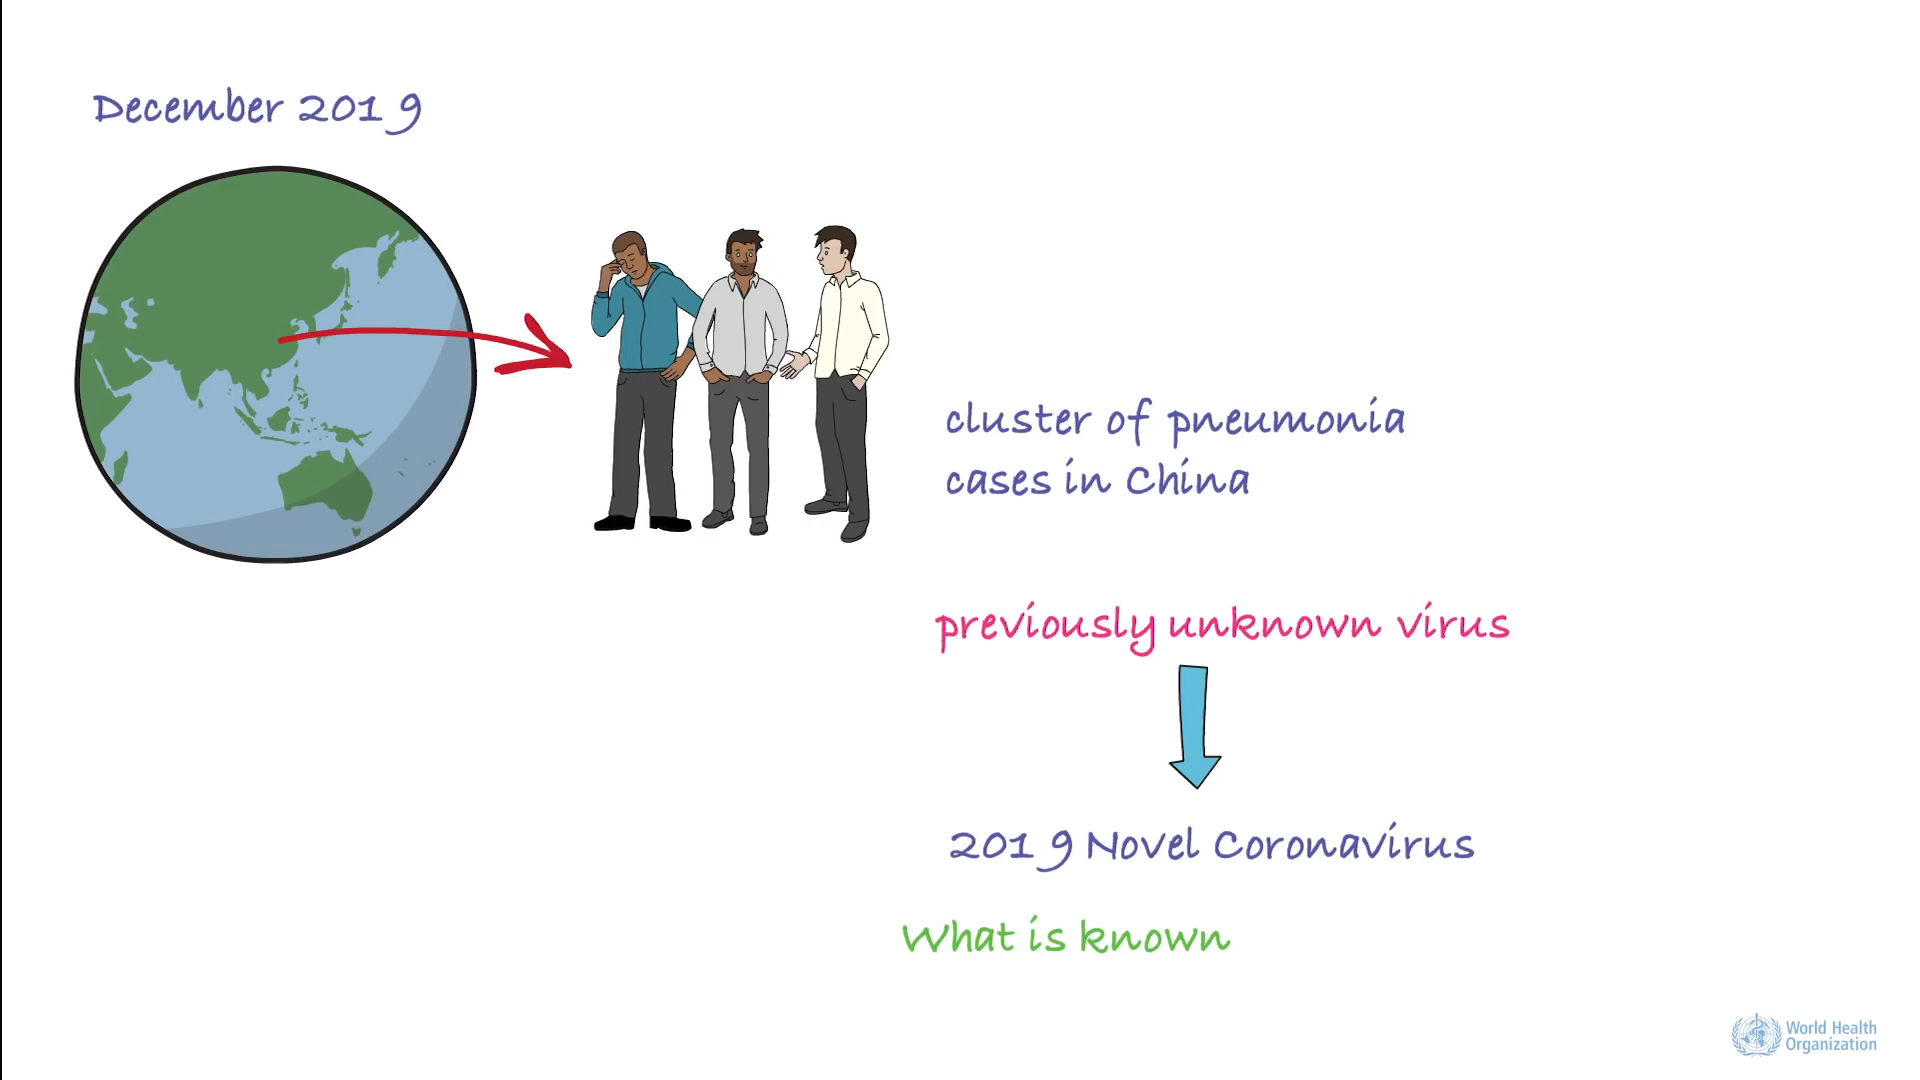 December 2019
cluster of pneumonia
cases in China
previously unknown virus
2019 Novel Coronavirus
What is known
World Health
Organization